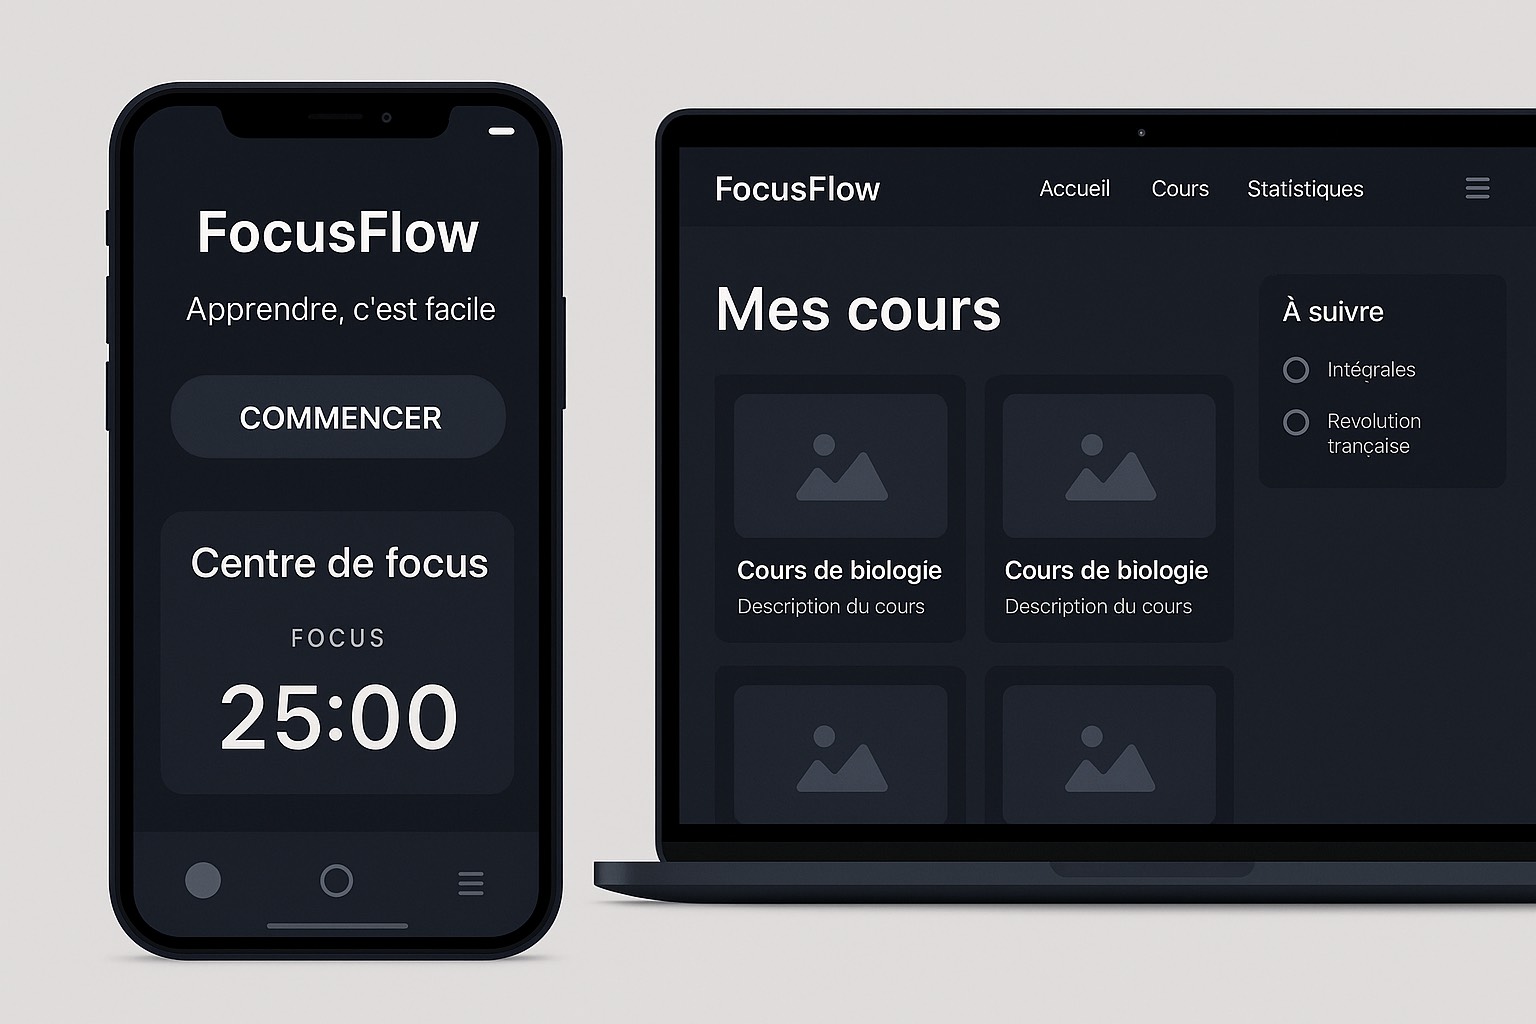 FocusFlow
Apprendre, c'est facile
COMMENCER
Centre de focus
FOCUS
25:00
FocusFlow
Accueil
Cours
Statistiques
Mes cours
Cours de biologie
Description du cours
Cours de biologie
Description du cours
À suivre
Intégrales
Revolution
trançaise